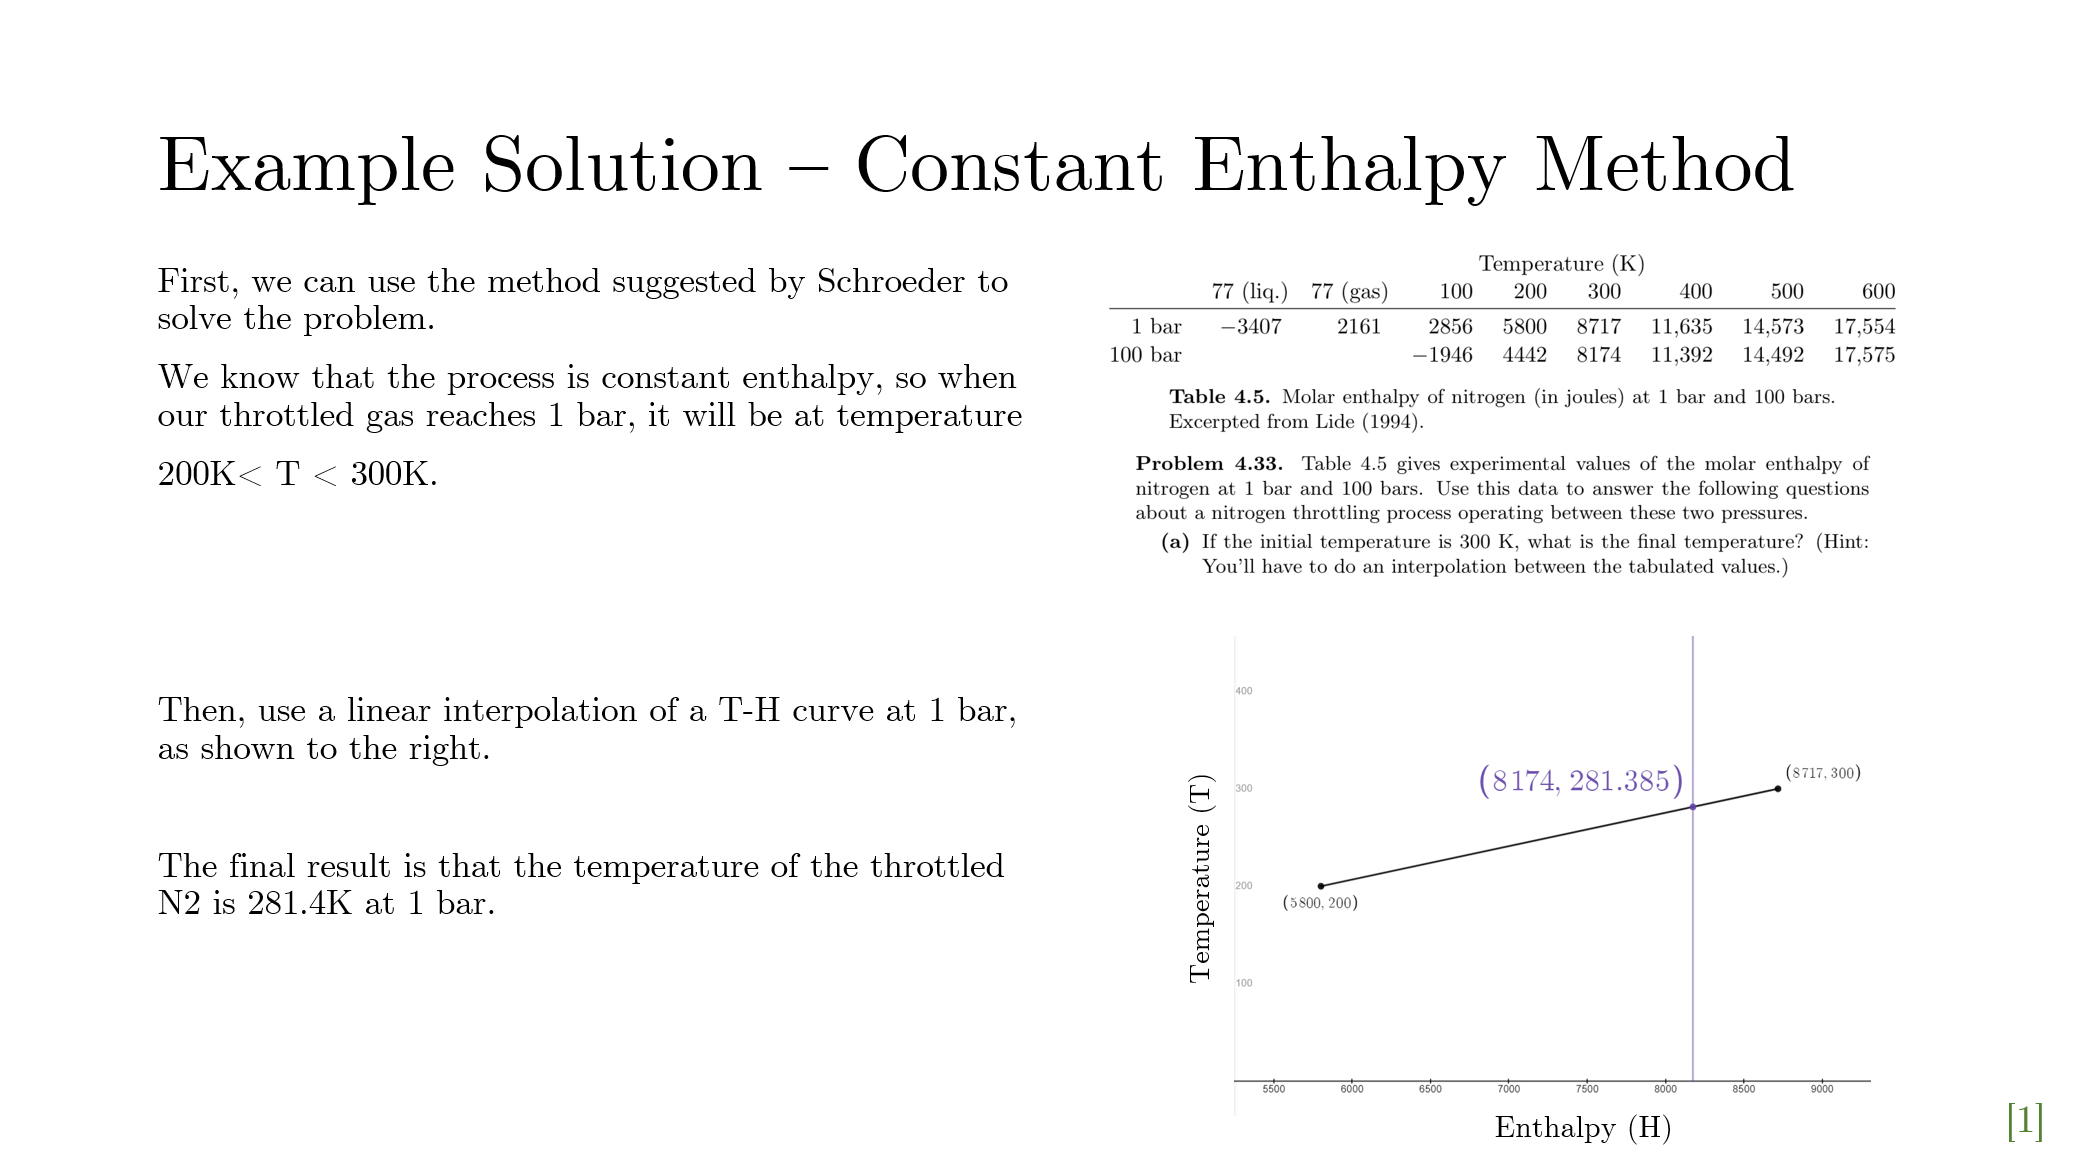 Example Solution – Constant Enthalpy Method
First, we can use the method suggested by Schroeder to
solve the problem.
We know that the process is constant enthalpy, so when
our throttled gas reaches 1 bar, it will be at temperature
200K< T < 300K.
Then, use a linear interpolation of a T-H curve at 1 bar,
as shown to the right.
The final result is that the temperature of the throttled
N2 is 281.4K at 1 bar.
Temperature (K)
77 (liq.) 77 (gas) 100 200 300 400 500 600
1 bar −3407 2161 2856 5800 8717 11,635 14,573 17,554
100 bar −1946 4442 8174 11,392 14,492 17,575
Table 4.5. Molar enthalpy of nitrogen (in joules) at 1 bar and 100 bars.
Excerpted from Lide (1994).
Problem 4.33. Table 4.5 gives experimental values of the molar enthalpy of
nitrogen at 1 bar and 100 bars. Use this data to answer the following questions
about a nitrogen throttling process operating between these two pressures.
(a) If the initial temperature is 300 K, what is the final temperature? (Hint:
You'll have to do an interpolation between the tabulated values.)
400
300
200
100
Temperature (T)
(8174, 281.385)
(8717, 300)
(5800, 200)
5500 6000 6500 7000 7500 8000 8500 9000
Enthalpy (H)
[1]